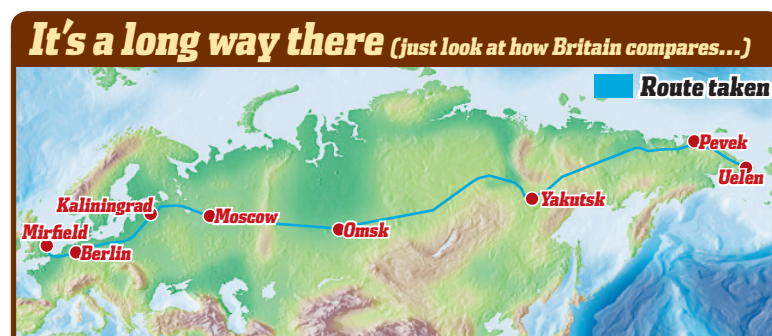 It's a long way there (just look at how Britain compares...)
Route taken
Pevek
Uelen
Yakutsk
Kaliningrad
Moscow
Omsk
Mirfield
Berlin